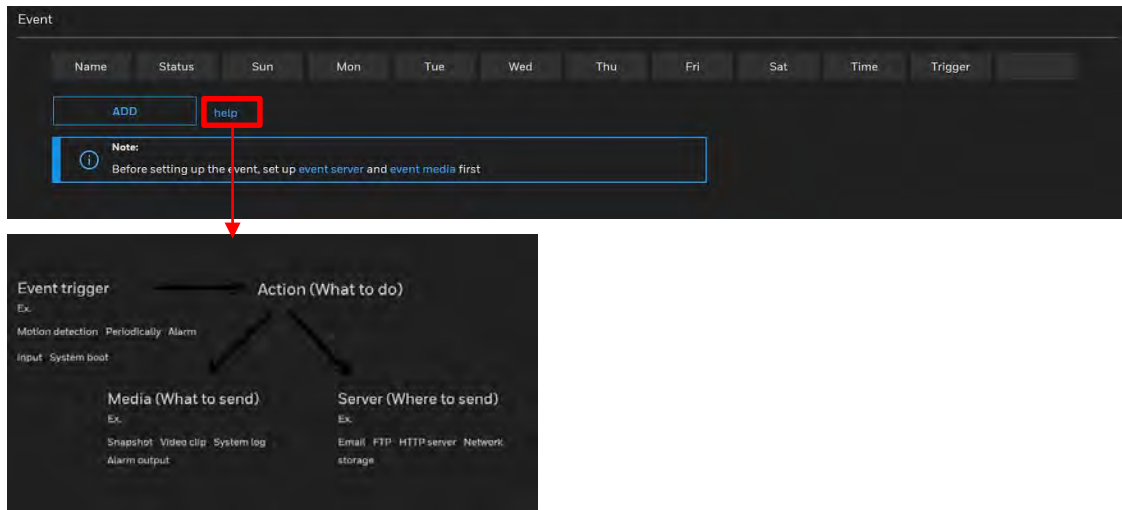 Event
Name Status Sun Mon Tue Wed Thu Fri Sat Time Trigger
ADD help
Note:
Before setting up the event, set up event server and event media first
Event trigger
Action (What to do)
Ex.
Motion detection Periodically Alarm
input System boot
Media (What to send)
Ex.
Snapshot Video clip System log
Alarm output
Server (Where to send)
Ex.
Email FTP HTTP server Network
storage